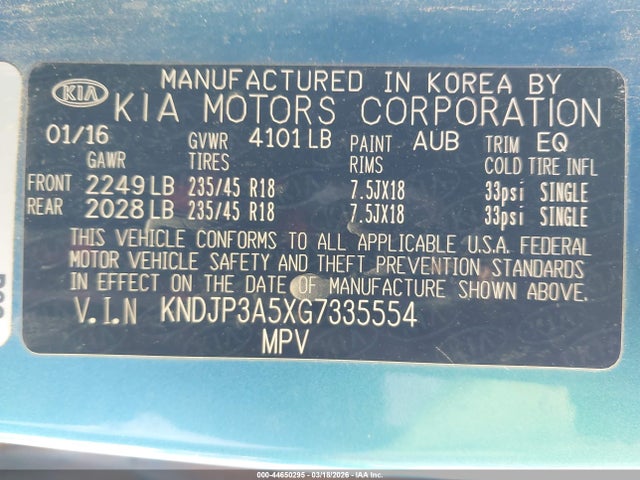 KIA
MANUFACTURED IN KOREA BY
KIA MOTORS CORPORATION
01/16 GVWR 4101 LB PAINT AUB TRIM EQ
GAWR TIRES RIMS COLD TIRE INFL
FRONT 2249 LB 235/45 R18 7.5JX18 33psi SINGLE
REAR 2028 LB 235/45 R18 7.5JX18 33psi SINGLE
THIS VEHICLE CONFORMS TO ALL APPLICABLE U.S.A. FEDERAL
MOTOR VEHICLE SAFETY AND THEFT PREVENTION STANDARDS
IN EFFECT ON THE DATE OF MANUFACTURE SHOWN ABOVE.
V.I.N KNDJP3A5XG7335554
MPV
000-44650295 - 03/18/2026 - IAA Inc.